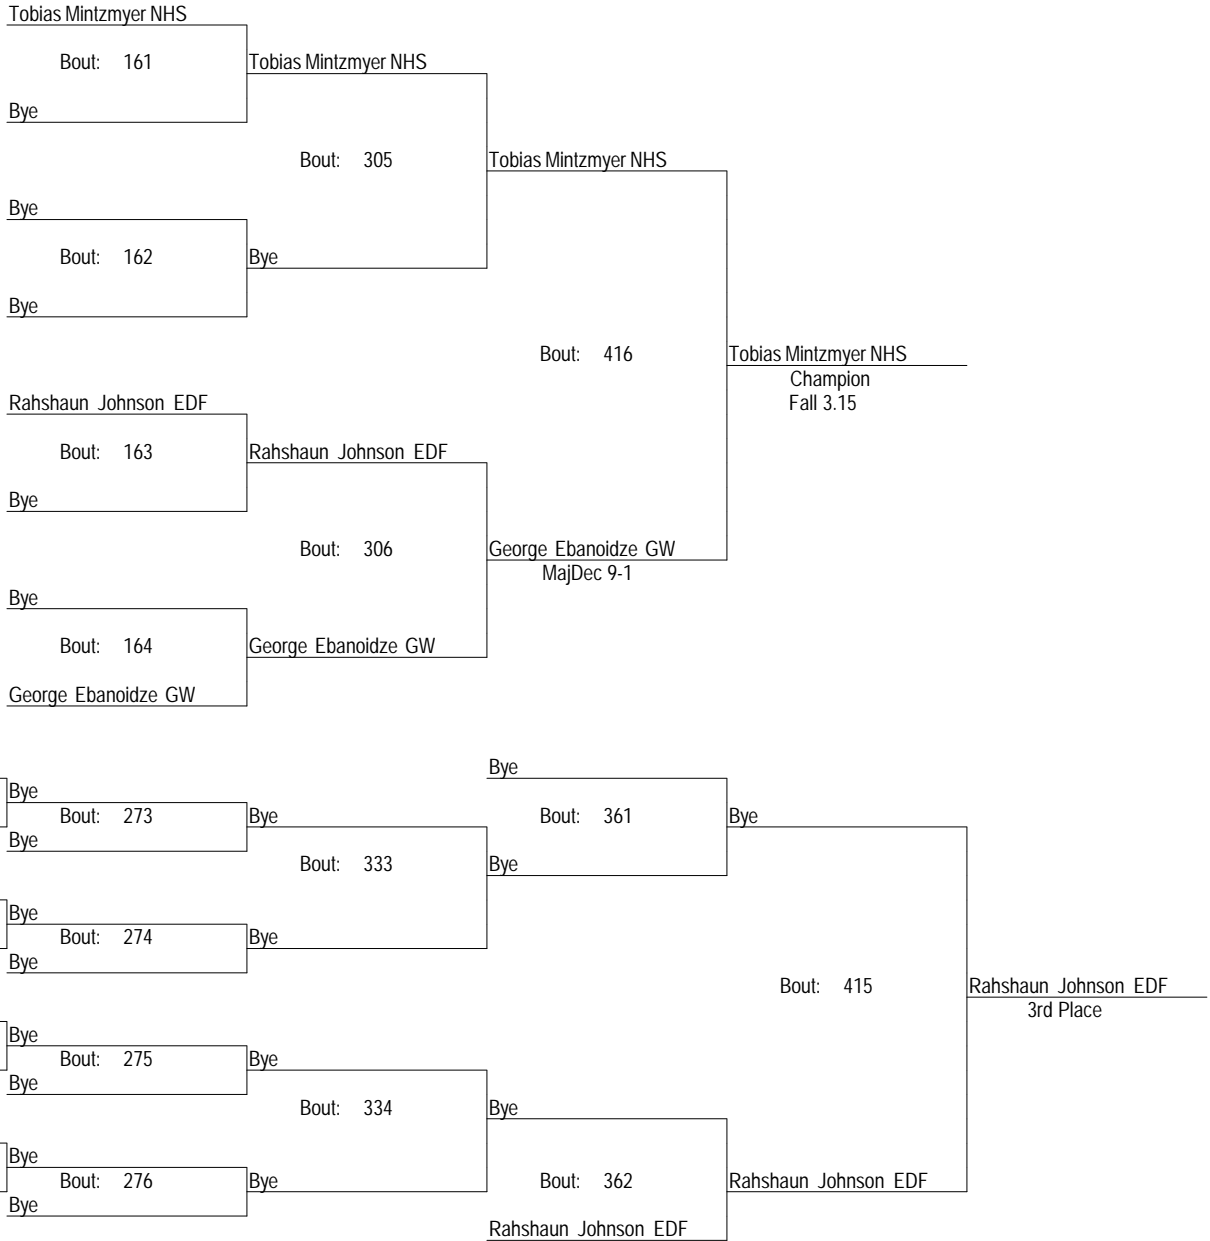 Tobias Mintzmyer NHS
Bout: 161 Tobias Mintzmyer NHS
Bye
Bout: 305 Tobias Mintzmyer NHS
Bye
Bout: 162 Bye
Bye
Bout: 416 Tobias Mintzmyer NHS
Champion
Rahshaun Johnson EDF Fall 3.15
Bout: 163 Rahshaun Johnson EDF
Bye
Bout: 306 George Ebanoidze GW
MajDec 9-1
Bye
Bout: 164 George Ebanoidze GW
George Ebanoidze GW
Bye
Bye
Bout: 273 Bye Bout: 361 Bye
Bye
Bout: 333 Bye
Bye
Bout: 274 Bye
Bye
Bout: 415 Rahshaun Johnson EDF
3rd Place
Bye
Bout: 275 Bye
Bye
Bout: 334 Bye
Bye
Bout: 276 Bye Bout: 362 Rahshaun Johnson EDF
Bye
Rahshaun Johnson EDF